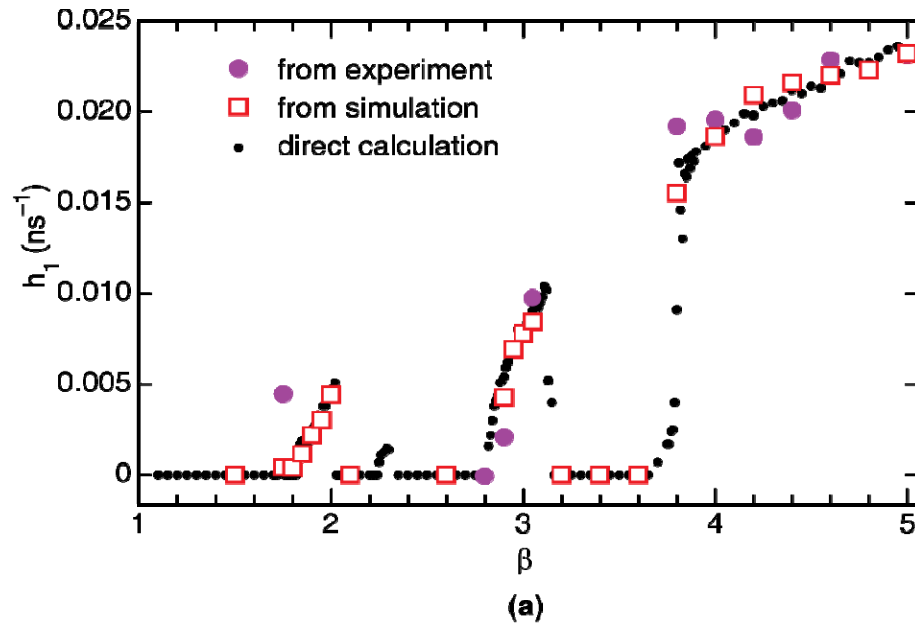 0.025
0.020
0.015
0.010
0.005
0
h₁ (ns⁻¹)
from experiment
from simulation
direct calculation
1 2 3 4 5
β
(a)